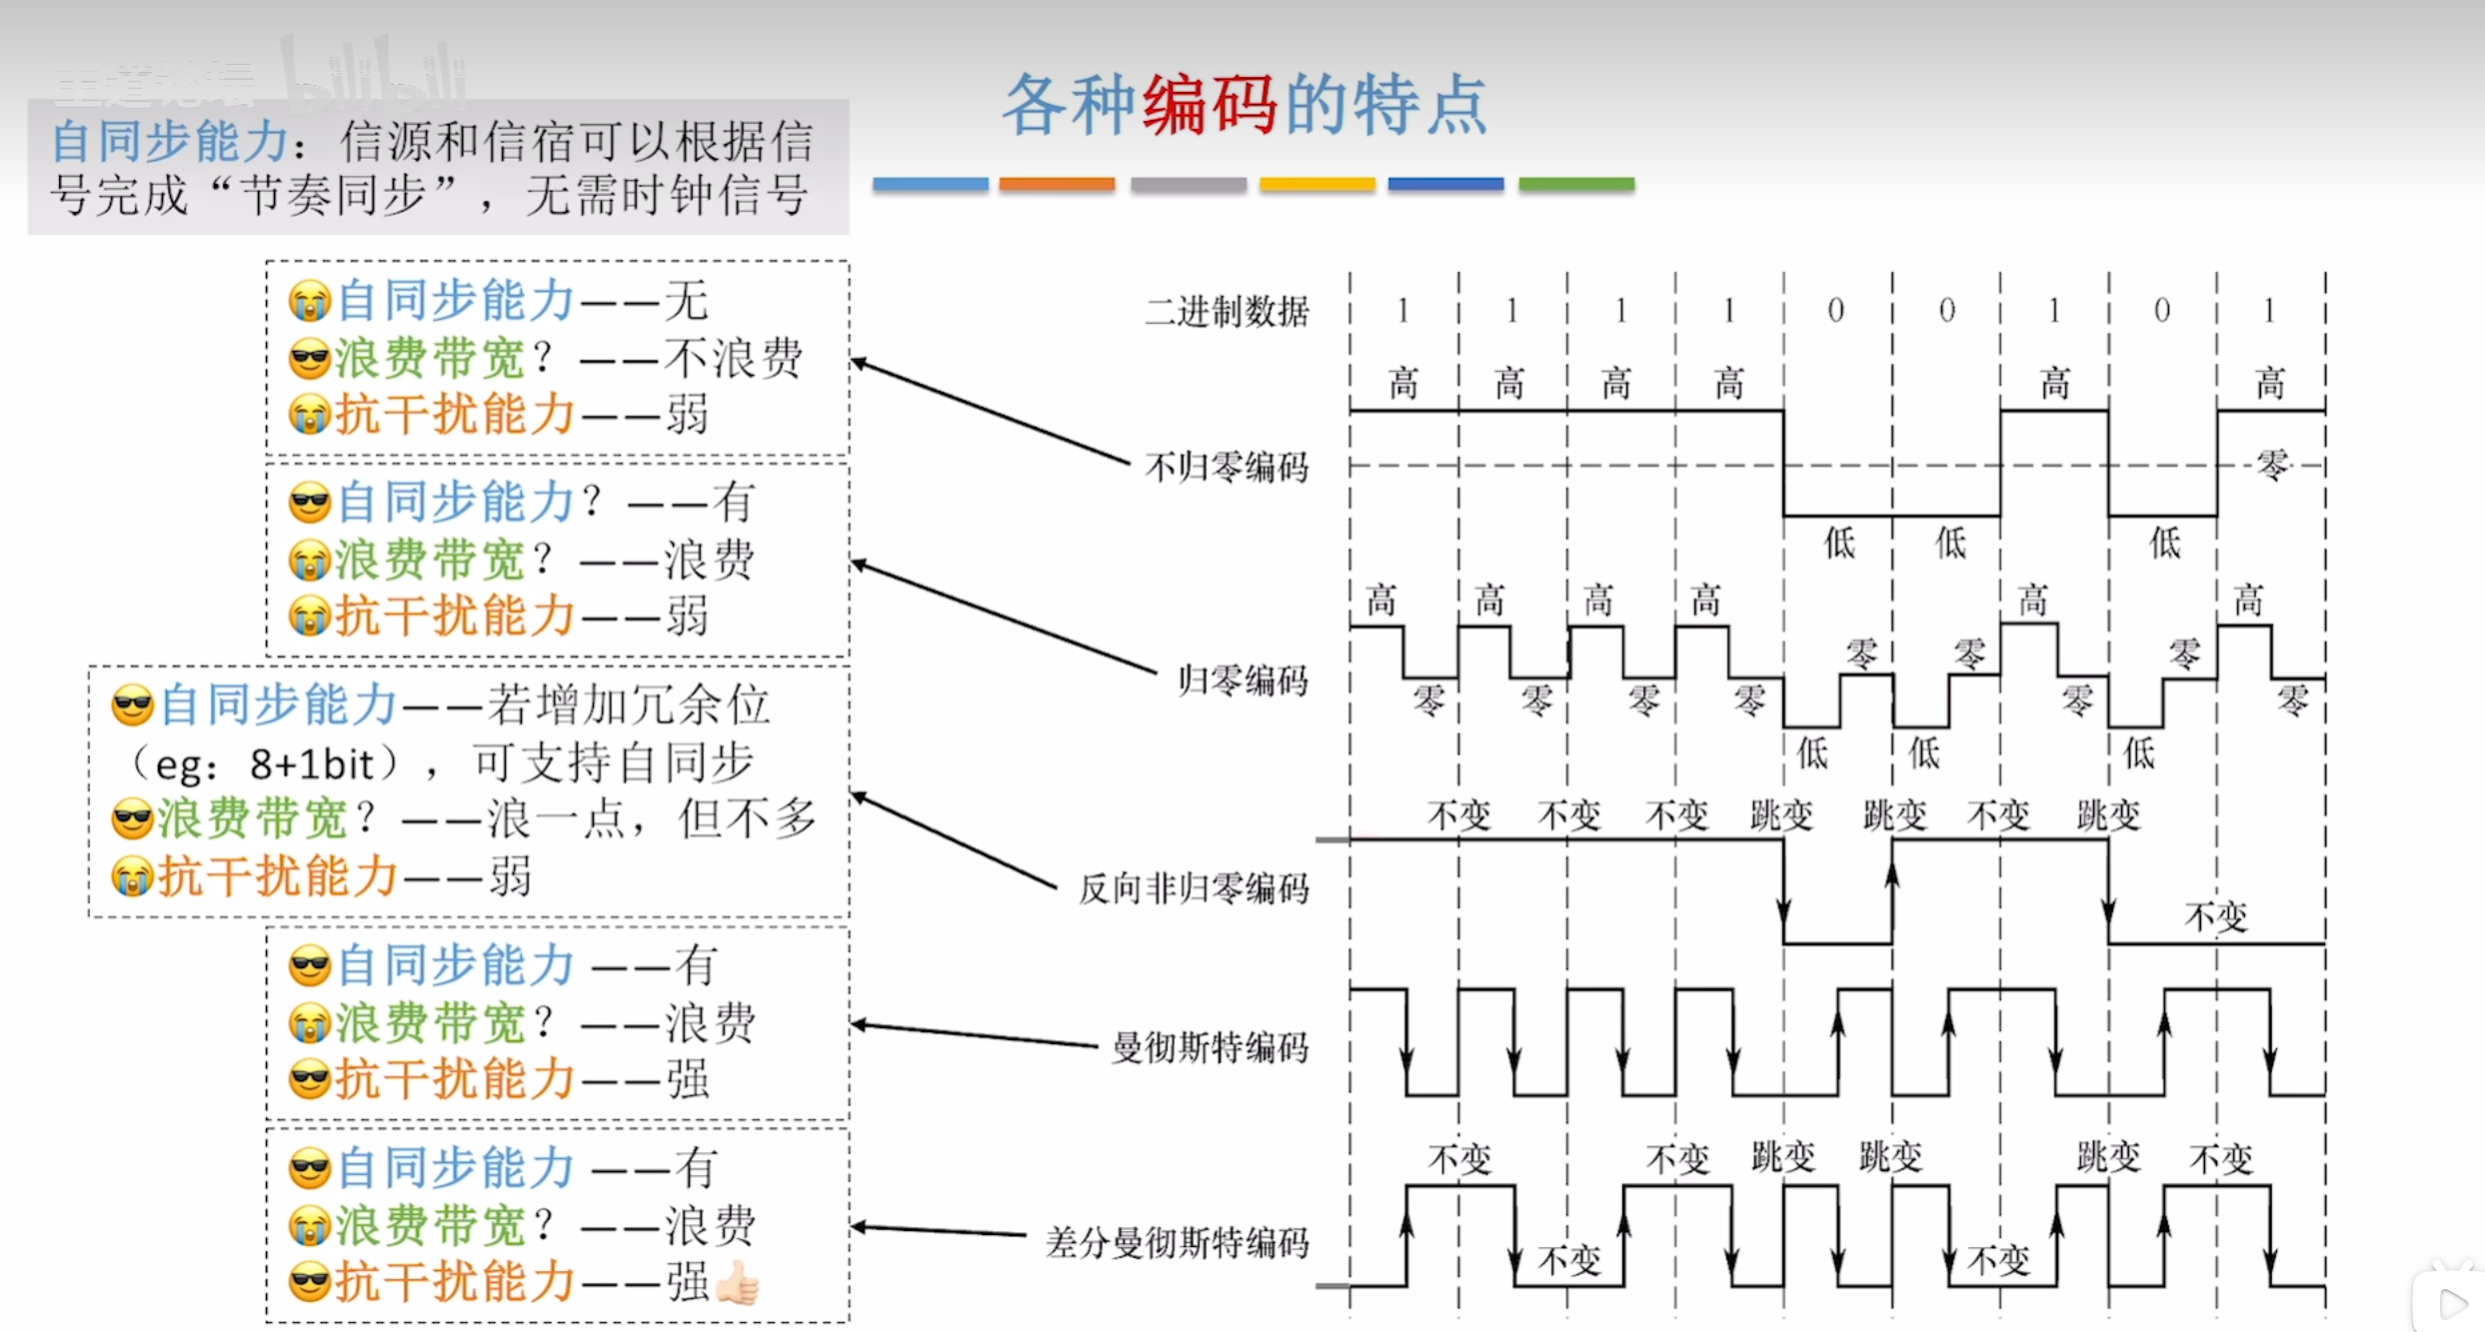 王道论坛 bilibili
各种编码的特点
自同步能力：信源和信宿可以根据信
号完成“节奏同步”，无需时钟信号
自同步能力——无
浪费带宽？——不浪费
抗干扰能力——弱
自同步能力？——有
浪费带宽？——浪费
抗干扰能力——弱
自同步能力——若增加冗余位
（eg：8+1bit），可支持自同步
浪费带宽？——浪一点，但不多
抗干扰能力——弱
自同步能力 ——有
浪费带宽？——浪费
抗干扰能力——强
自同步能力 ——有
浪费带宽？——浪费
抗干扰能力——强
二进制数据 1 1 1 1 0 0 1 0 1
高 高 高 高 高 高
不归零编码 零
低 低 低
高 高 高 高 高 高
零 零 零
归零编码
零 零 零 零 零 零
低 低 低
不变 不变 不变 跳变 跳变 不变 跳变
反向非归零编码
不变
曼彻斯特编码
不变 不变 跳变 跳变 跳变 不变
差分曼彻斯特编码
不变 不变